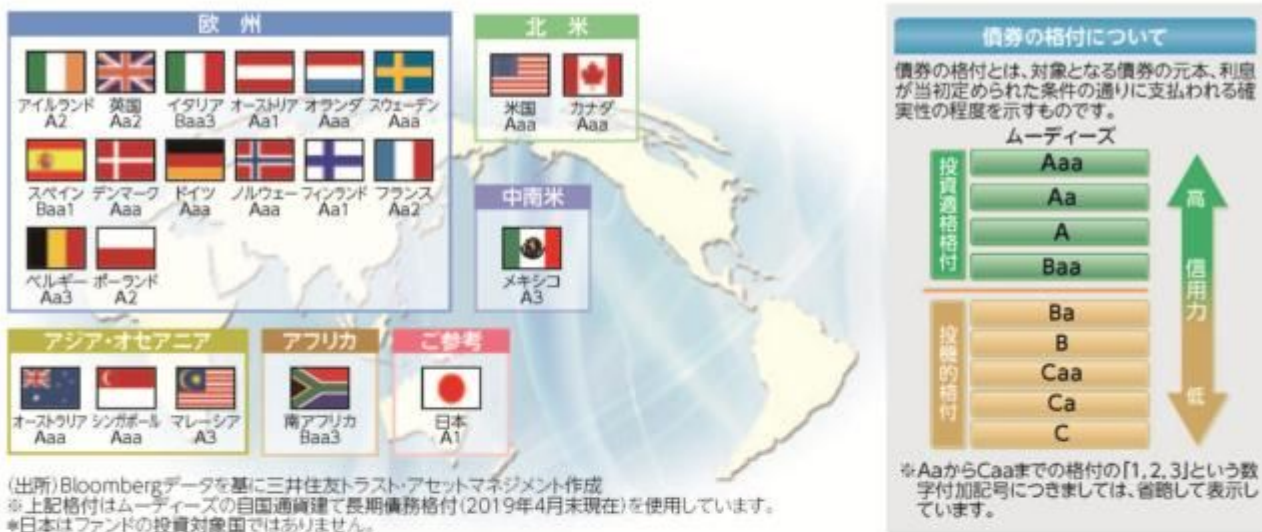 欧 州
アイルランド 英国 イタリア オーストリア オランダ スウェーデン
A2 Aa2 Baa3 Aa1 Aaa Aaa
スペイン デンマーク ドイツ ノルウェー フィンランド フランス
Baa1 Aaa Aaa Aaa Aa1 Aa2
ベルギー ポーランド
Aa3 A2
北 米
米国 カナダ
Aaa Aaa
中南米
メキシコ
A3
アジア・オセアニア
オーストラリア シンガポール マレーシア
Aaa Aaa A3
アフリカ
南アフリカ
Baa3
ご参考
日本
A1
(出所)Bloombergデータを基に三井住友トラスト・アセットマネジメント作成
※上記格付はムーディーズの自国通貨建て長期債務格付(2019年4月末現在)を使用しています。
*日本はファンドの投資対象国ではありません。
債券の格付について
債券の格付とは、対象となる債券の元本、利息
が当初定められた条件の通りに支払われる確
実性の程度を示すものです。
ムーディーズ
投資適格格付
Aaa
Aa
A
Baa
投機的格付
Ba
B
Caa
Ca
C
高
信用力
低
※AaからCaaまでの格付の「1,2,3」という数
字付加記号につきましては、省略して表示し
ています。